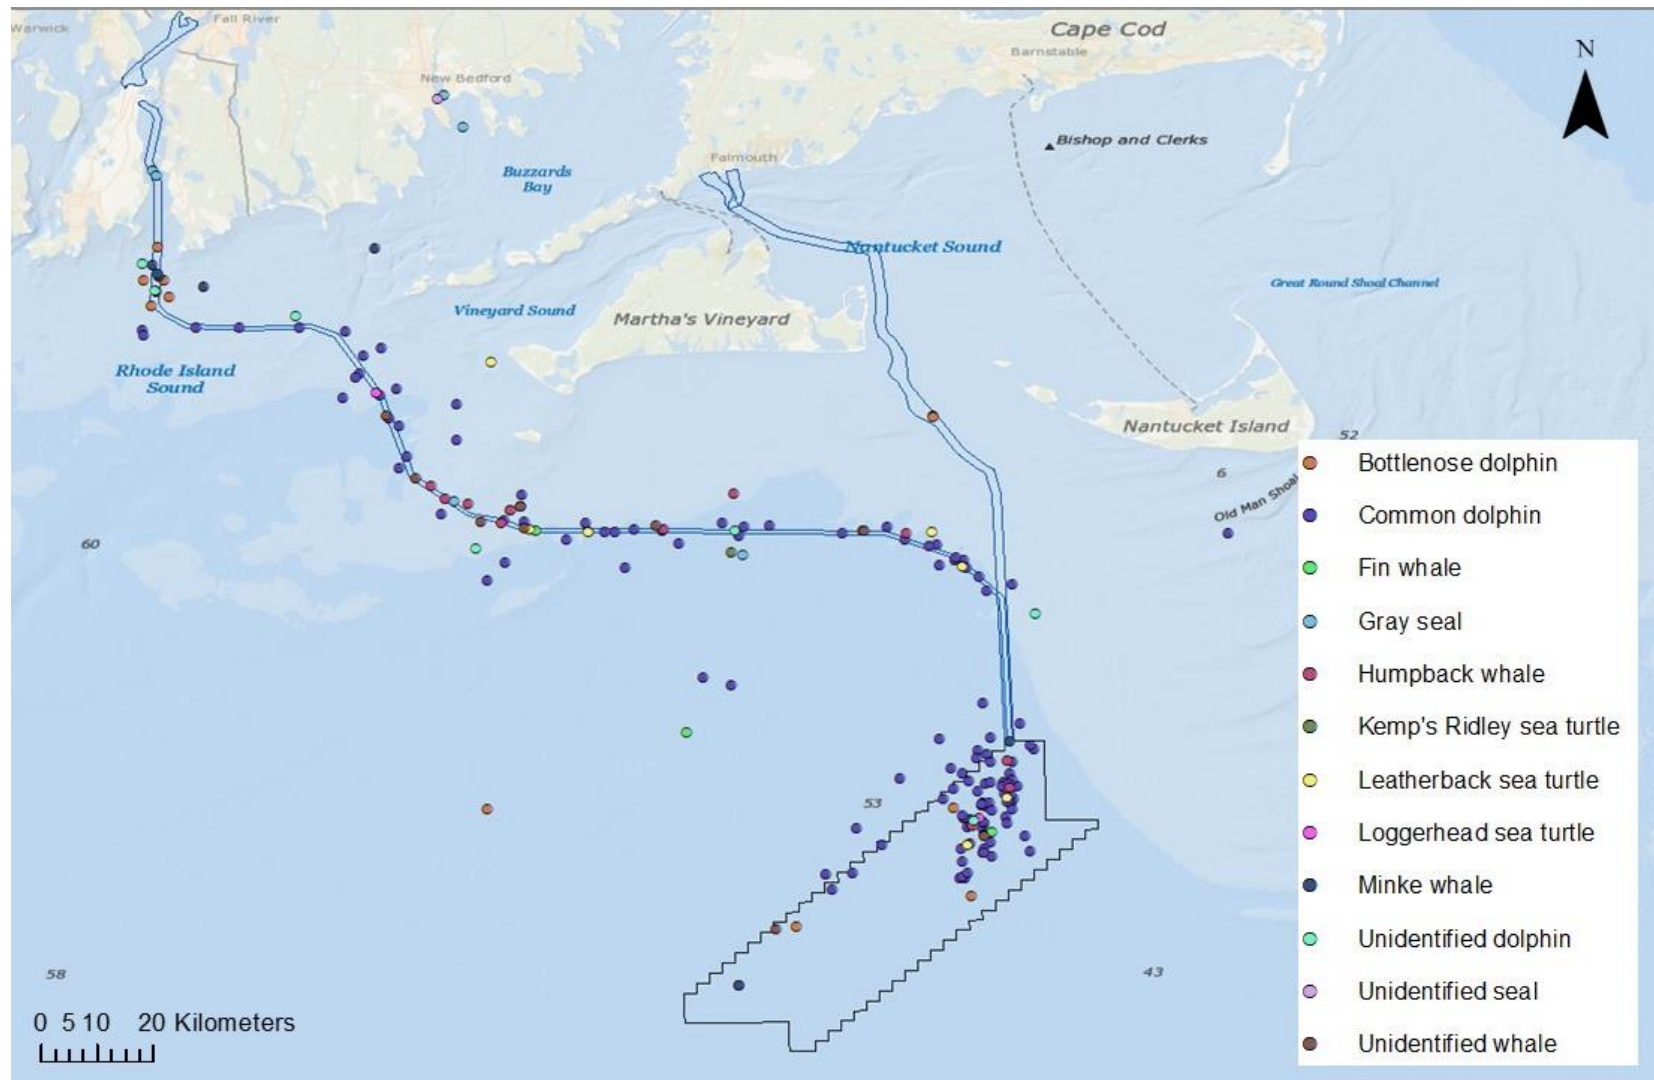 Warwick
Fall River
Cape Cod
Barnstable
N
New Bedford
Bishop and Clerks
Falmouth
Buzzards
Bay
Nantucket Sound
Great Round Shoal Channel
Vineyard Sound
Martha's Vineyard
Rhode Island
Sound
Nantucket Island
52
6
Old Man Shoal
60
53
58
43
Bottlenose dolphin
Common dolphin
Fin whale
Gray seal
Humpback whale
Kemp's Ridley sea turtle
Leatherback sea turtle
Loggerhead sea turtle
Minke whale
Unidentified dolphin
Unidentified seal
Unidentified whale
0 5 10 20 Kilometers